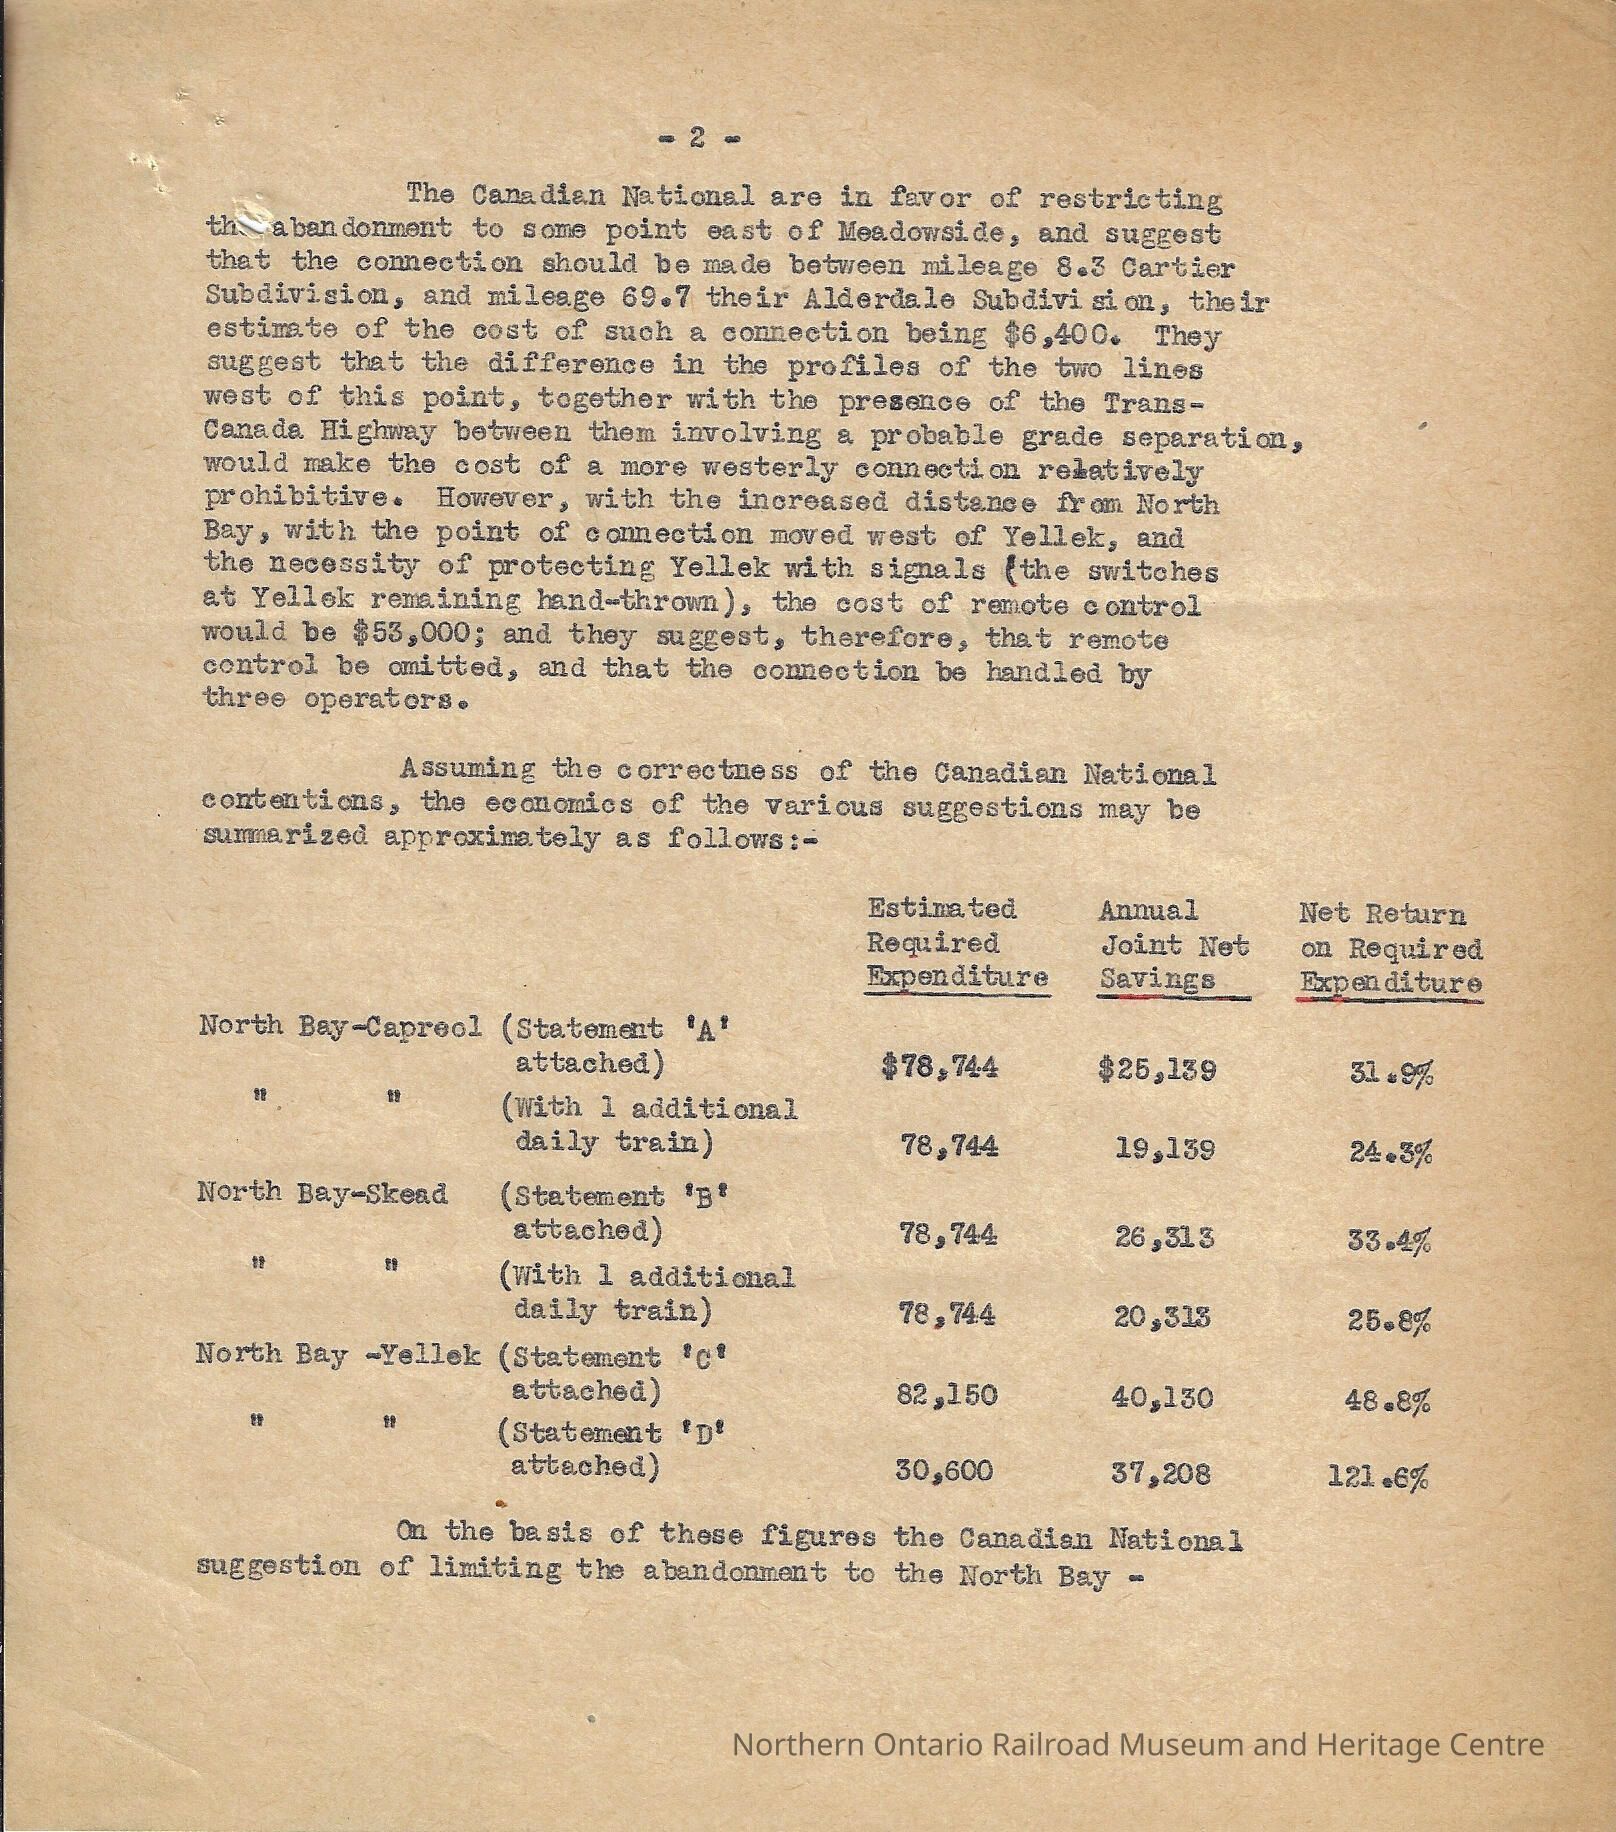 - 2 -
The Canadian National are in favor of restricting
the abandonment to some point east of Meadowside, and suggest
that the connection should be made between mileage 8.3 Cartier
Subdivision, and mileage 69.7 their Alderdale Subdivision, their
estimate of the cost of such a connection being $6,400. They
suggest that the difference in the profiles of the two lines
west of this point, together with the presence of the Trans-
Canada Highway between them involving a probable grade separation,
would make the cost of a more westerly connection relatively
prohibitive. However, with the increased distance from North
Bay, with the point of connection moved west of Yellek, and
the necessity of protecting Yellek with signals (the switches
at Yellek remaining hand-thrown), the cost of remote control
would be $53,000; and they suggest, therefore, that remote
control be omitted, and that the connection be handled by
three operators.
Assuming the correctness of the Canadian National
contentions, the economics of the various suggestions may be
summarized approximately as follows:-
Estimated Annual Net Return
Required Joint Net on Required
Expenditure Savings Expenditure
North Bay-Capreol (Statement 'A'
attached) $78,744 $25,139 31.9%
" " (With 1 additional
daily train) 78,744 19,139 24.3%
North Bay-Skead (Statement 'B'
attached) 78,744 26,313 33.4%
" " (With 1 additional
daily train) 78,744 20,313 25.8%
North Bay -Yellek (Statement 'C'
attached) 82,150 40,130 48.8%
" " (Statement 'D'
attached) 30,600 37,208 121.6%
On the basis of these figures the Canadian National
suggestion of limiting the abandonment to the North Bay -
Northern Ontario Railroad Museum and Heritage Centre